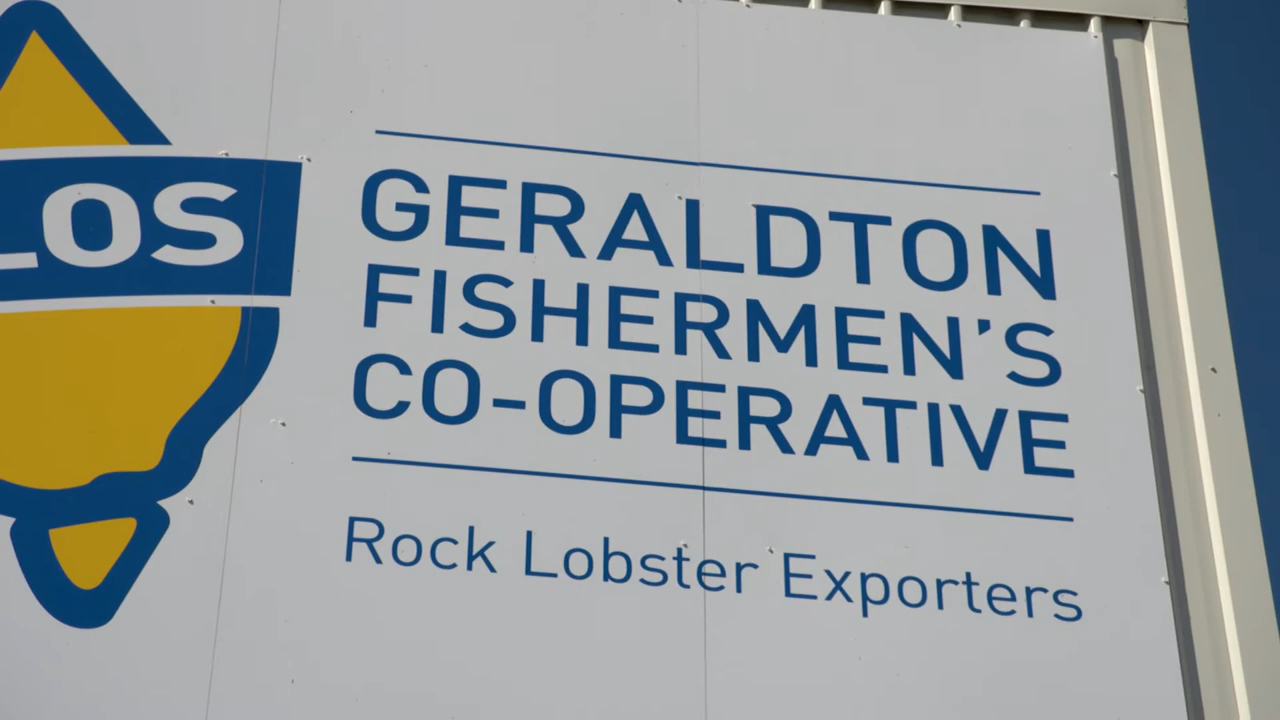 LOS
GERALDTON
FISHERMEN'S
CO-OPERATIVE
Rock Lobster Exporters